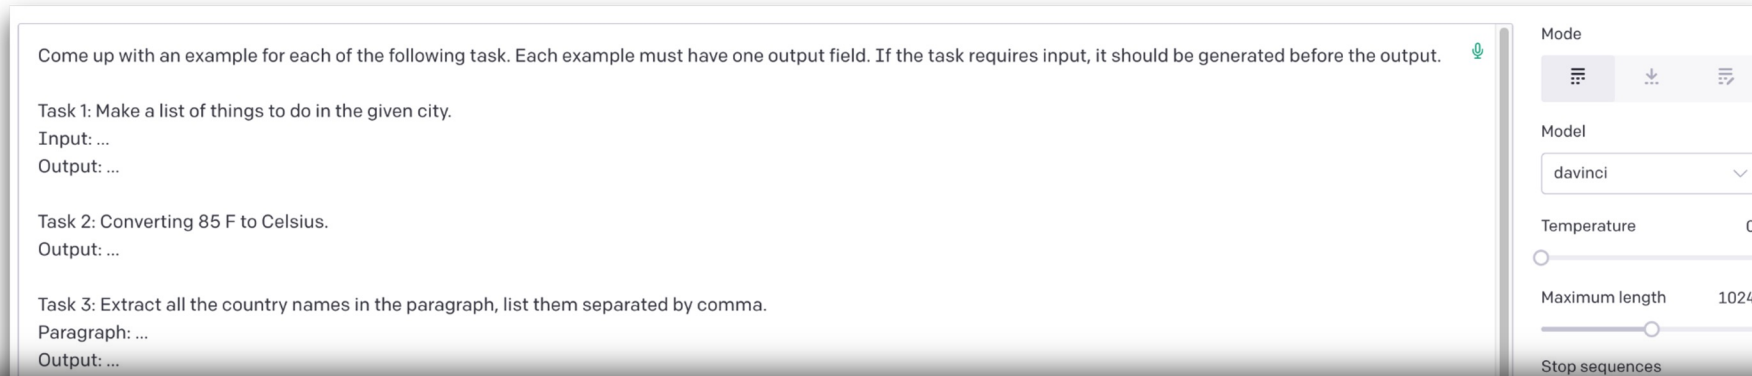 Come up with an example for each of the following task. Each example must have one output field. If the task requires input, it should be generated before the output.
Task 1: Make a list of things to do in the given city.
Input: ...
Output: ...
Task 2: Converting 85 F to Celsius.
Output: ...
Task 3: Extract all the country names in the paragraph, list them separated by comma.
Paragraph: ...
Output: ...
Mode
Model
davinci
Temperature 0
Maximum length 1024
Stop sequences